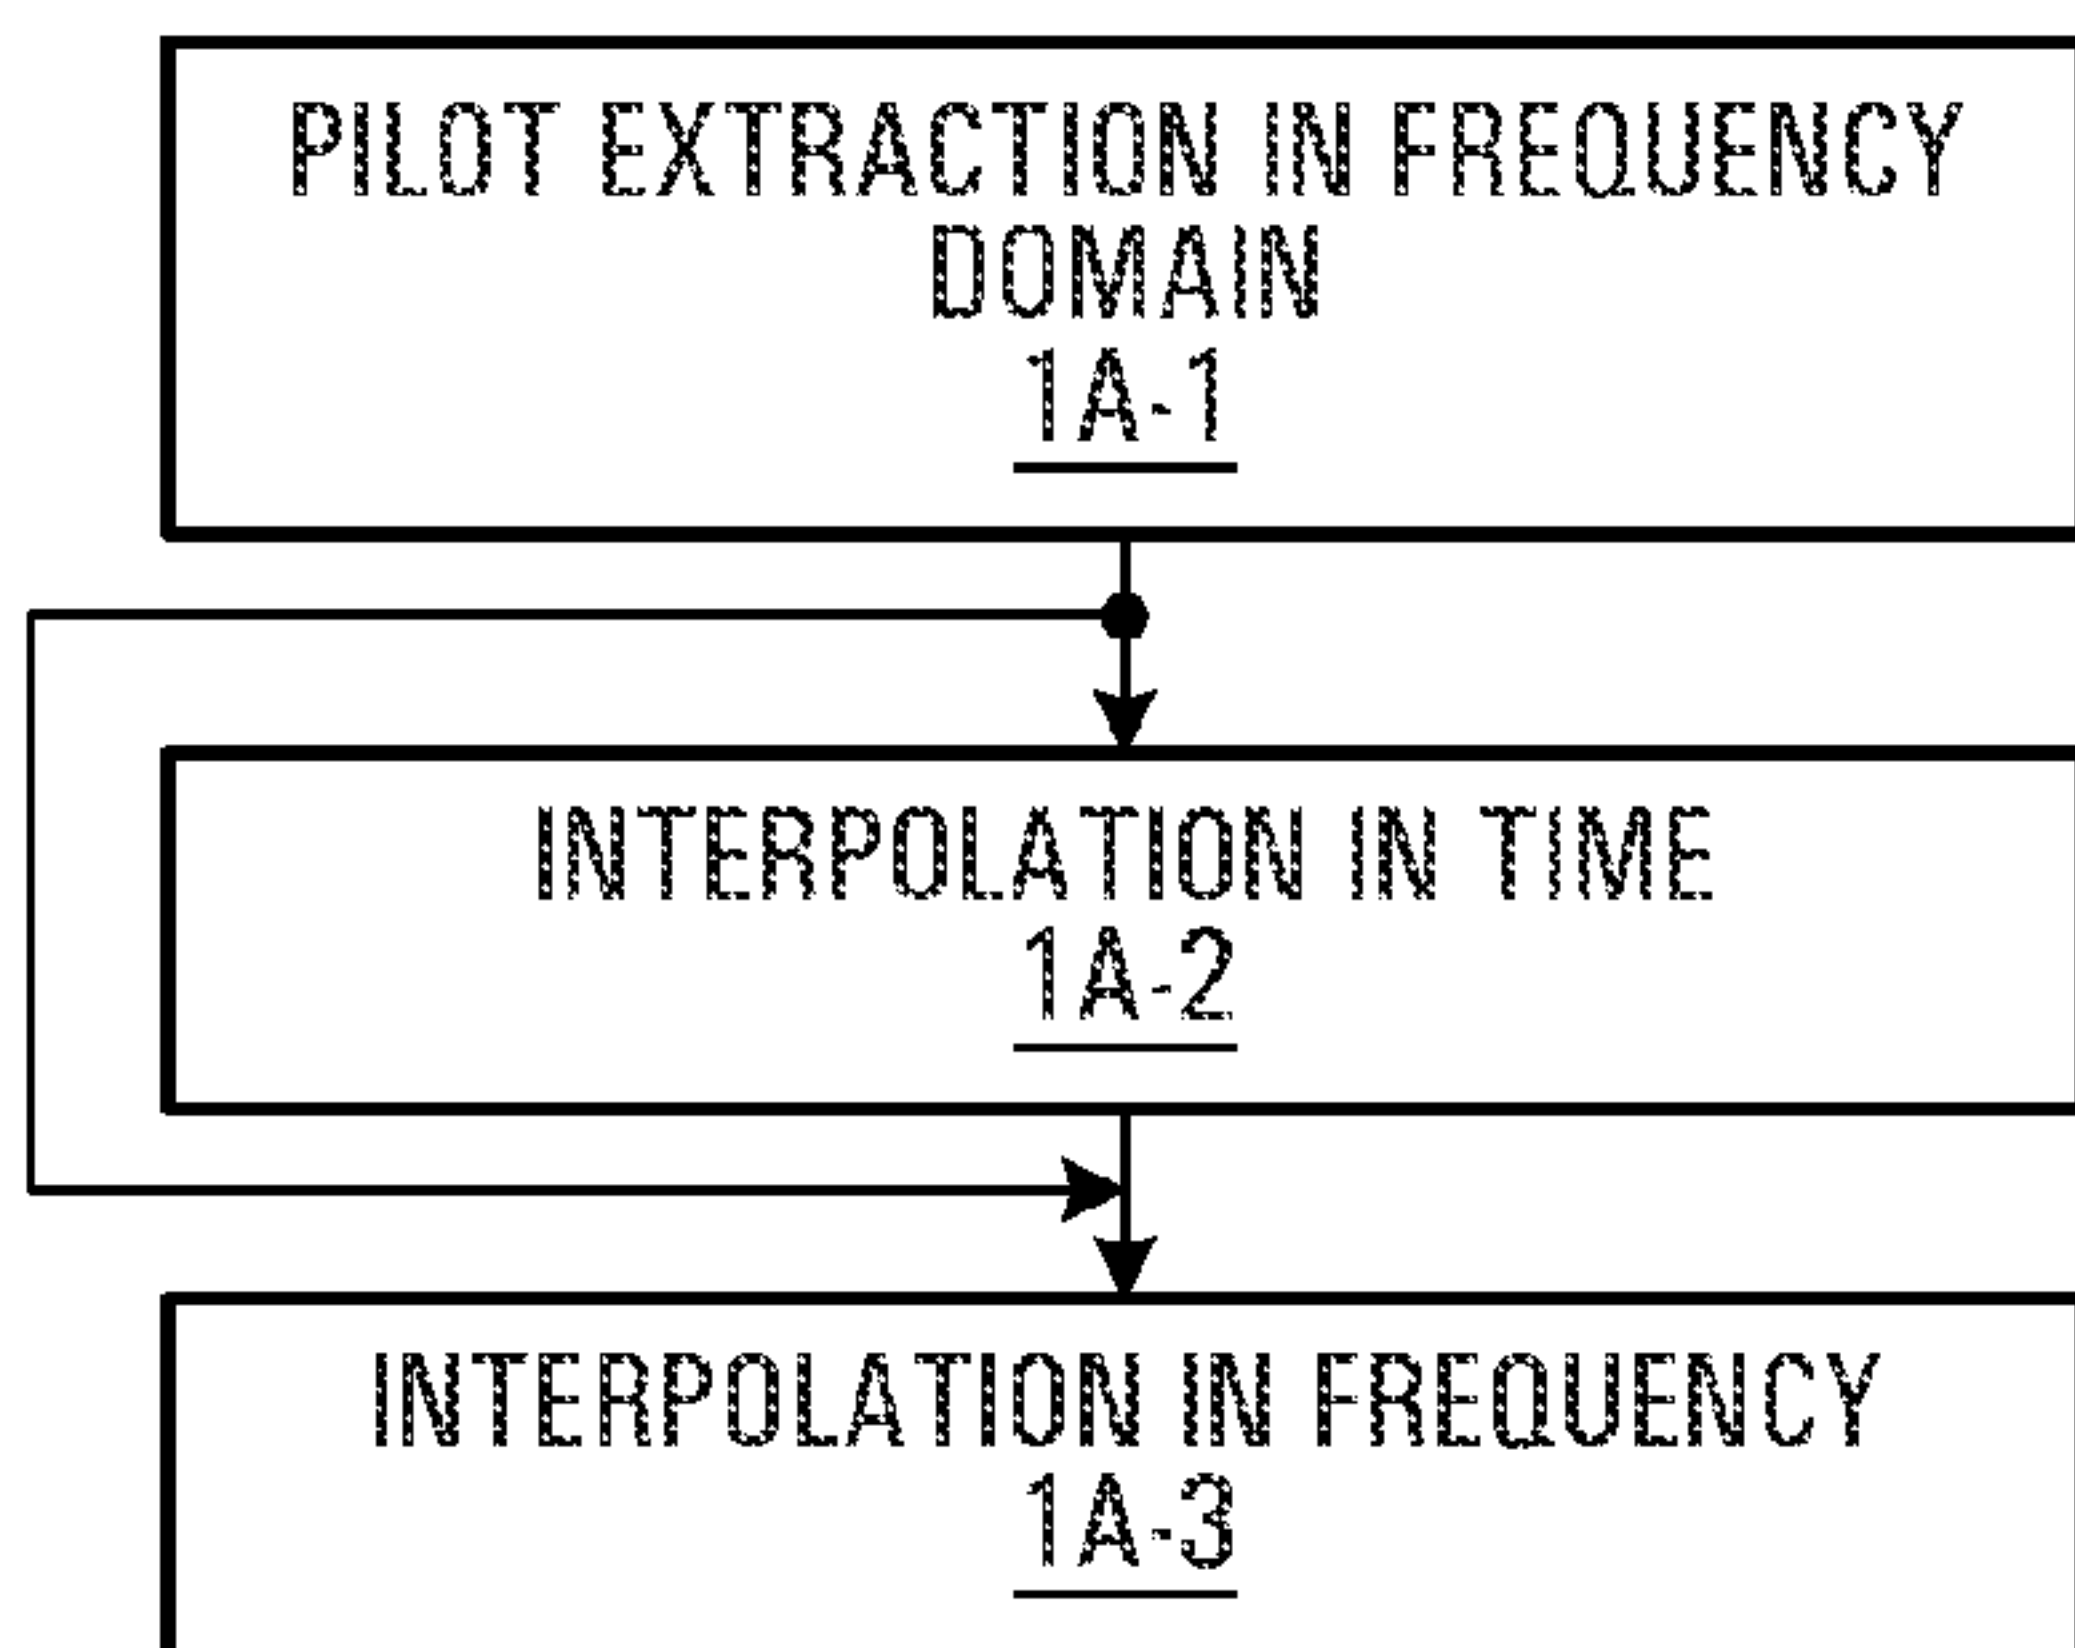 PILOT EXTRACTION IN FREQUENCY
DOMAIN
1A-1
INTERPOLATION IN TIME
1A-2
INTERPOLATION IN FREQUENCY
1A-3